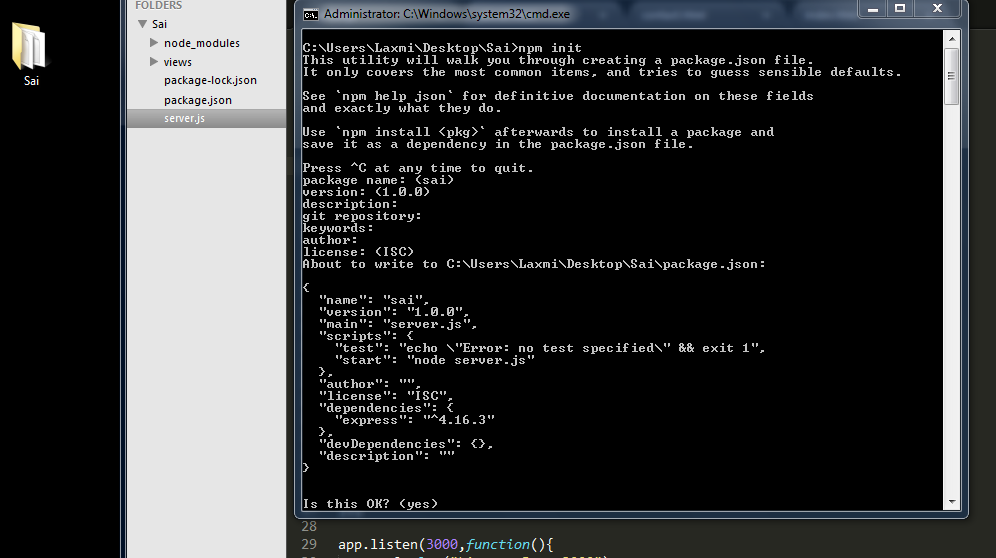 Sai
FOLDERS
Sai
node_modules
views
package-lock.json
package.json
server.js
Administrator: C:\Windows\system32\cmd.exe
C:\Users\Laxmi\Desktop\Sai>npm init
This utility will walk you through creating a package.json file.
It only covers the most common items, and tries to guess sensible defaults.
See `npm help json` for definitive documentation on these fields
and exactly what they do.
Use `npm install <pkg>` afterwards to install a package and
save it as a dependency in the package.json file.
Press ^C at any time to quit.
package name: (sai)
version: (1.0.0)
description:
git repository:
keywords:
author:
license: (ISC)
About to write to C:\Users\Laxmi\Desktop\Sai\package.json:
{
"name": "sai",
"version": "1.0.0",
"main": "server.js",
"scripts": {
"test": "echo \"Error: no test specified\" && exit 1",
"start": "node server.js"
},
"author": "",
"license": "ISC",
"dependencies": {
"express": "^4.16.3"
},
"devDependencies": {},
"description": ""
}
Is this OK? (yes)
28
29 app.listen(3000,function(){